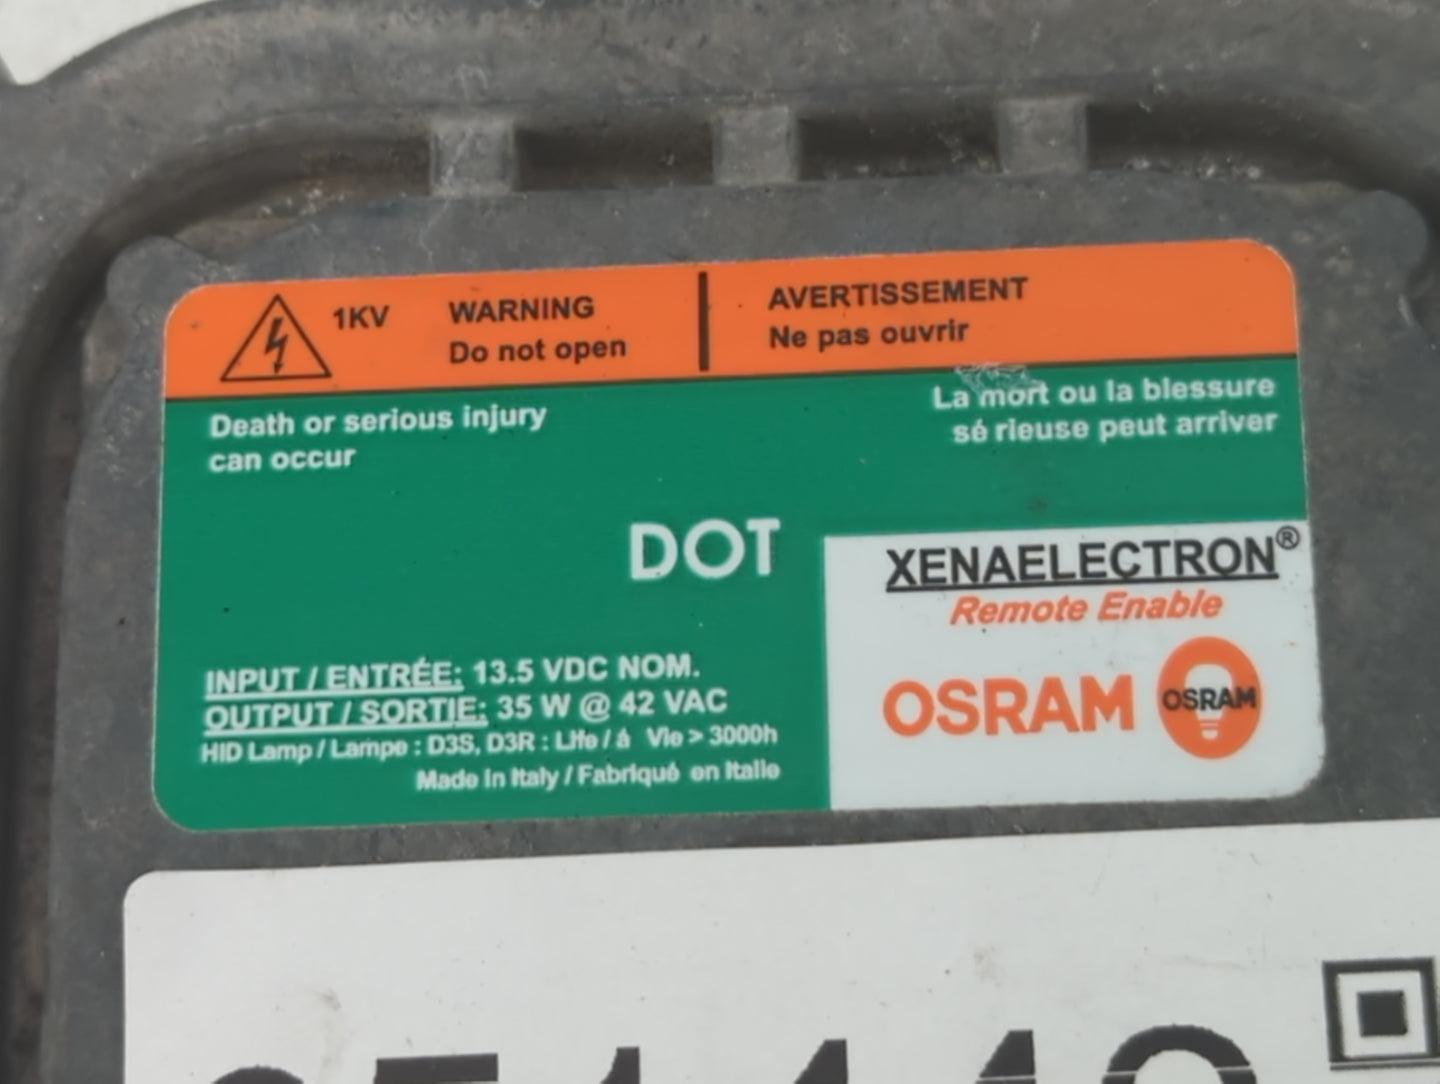 1KV
WARNING
Do not open
AVERTISSEMENT
Ne pas ouvrir
Death or serious injury
can occur
La mort ou la blessure
sé rieuse peut arriver
DOT
XENAELECTRON®
Remote Enable
OSRAM
OSRAM
INPUT / ENTRÉE: 13.5 VDC NOM.
OUTPUT / SORTIE: 35 W @ 42 VAC
HID Lamp / Lampe : D3S, D3R : Life / á Vie > 3000h
Made in Italy / Fabriqué en Italie